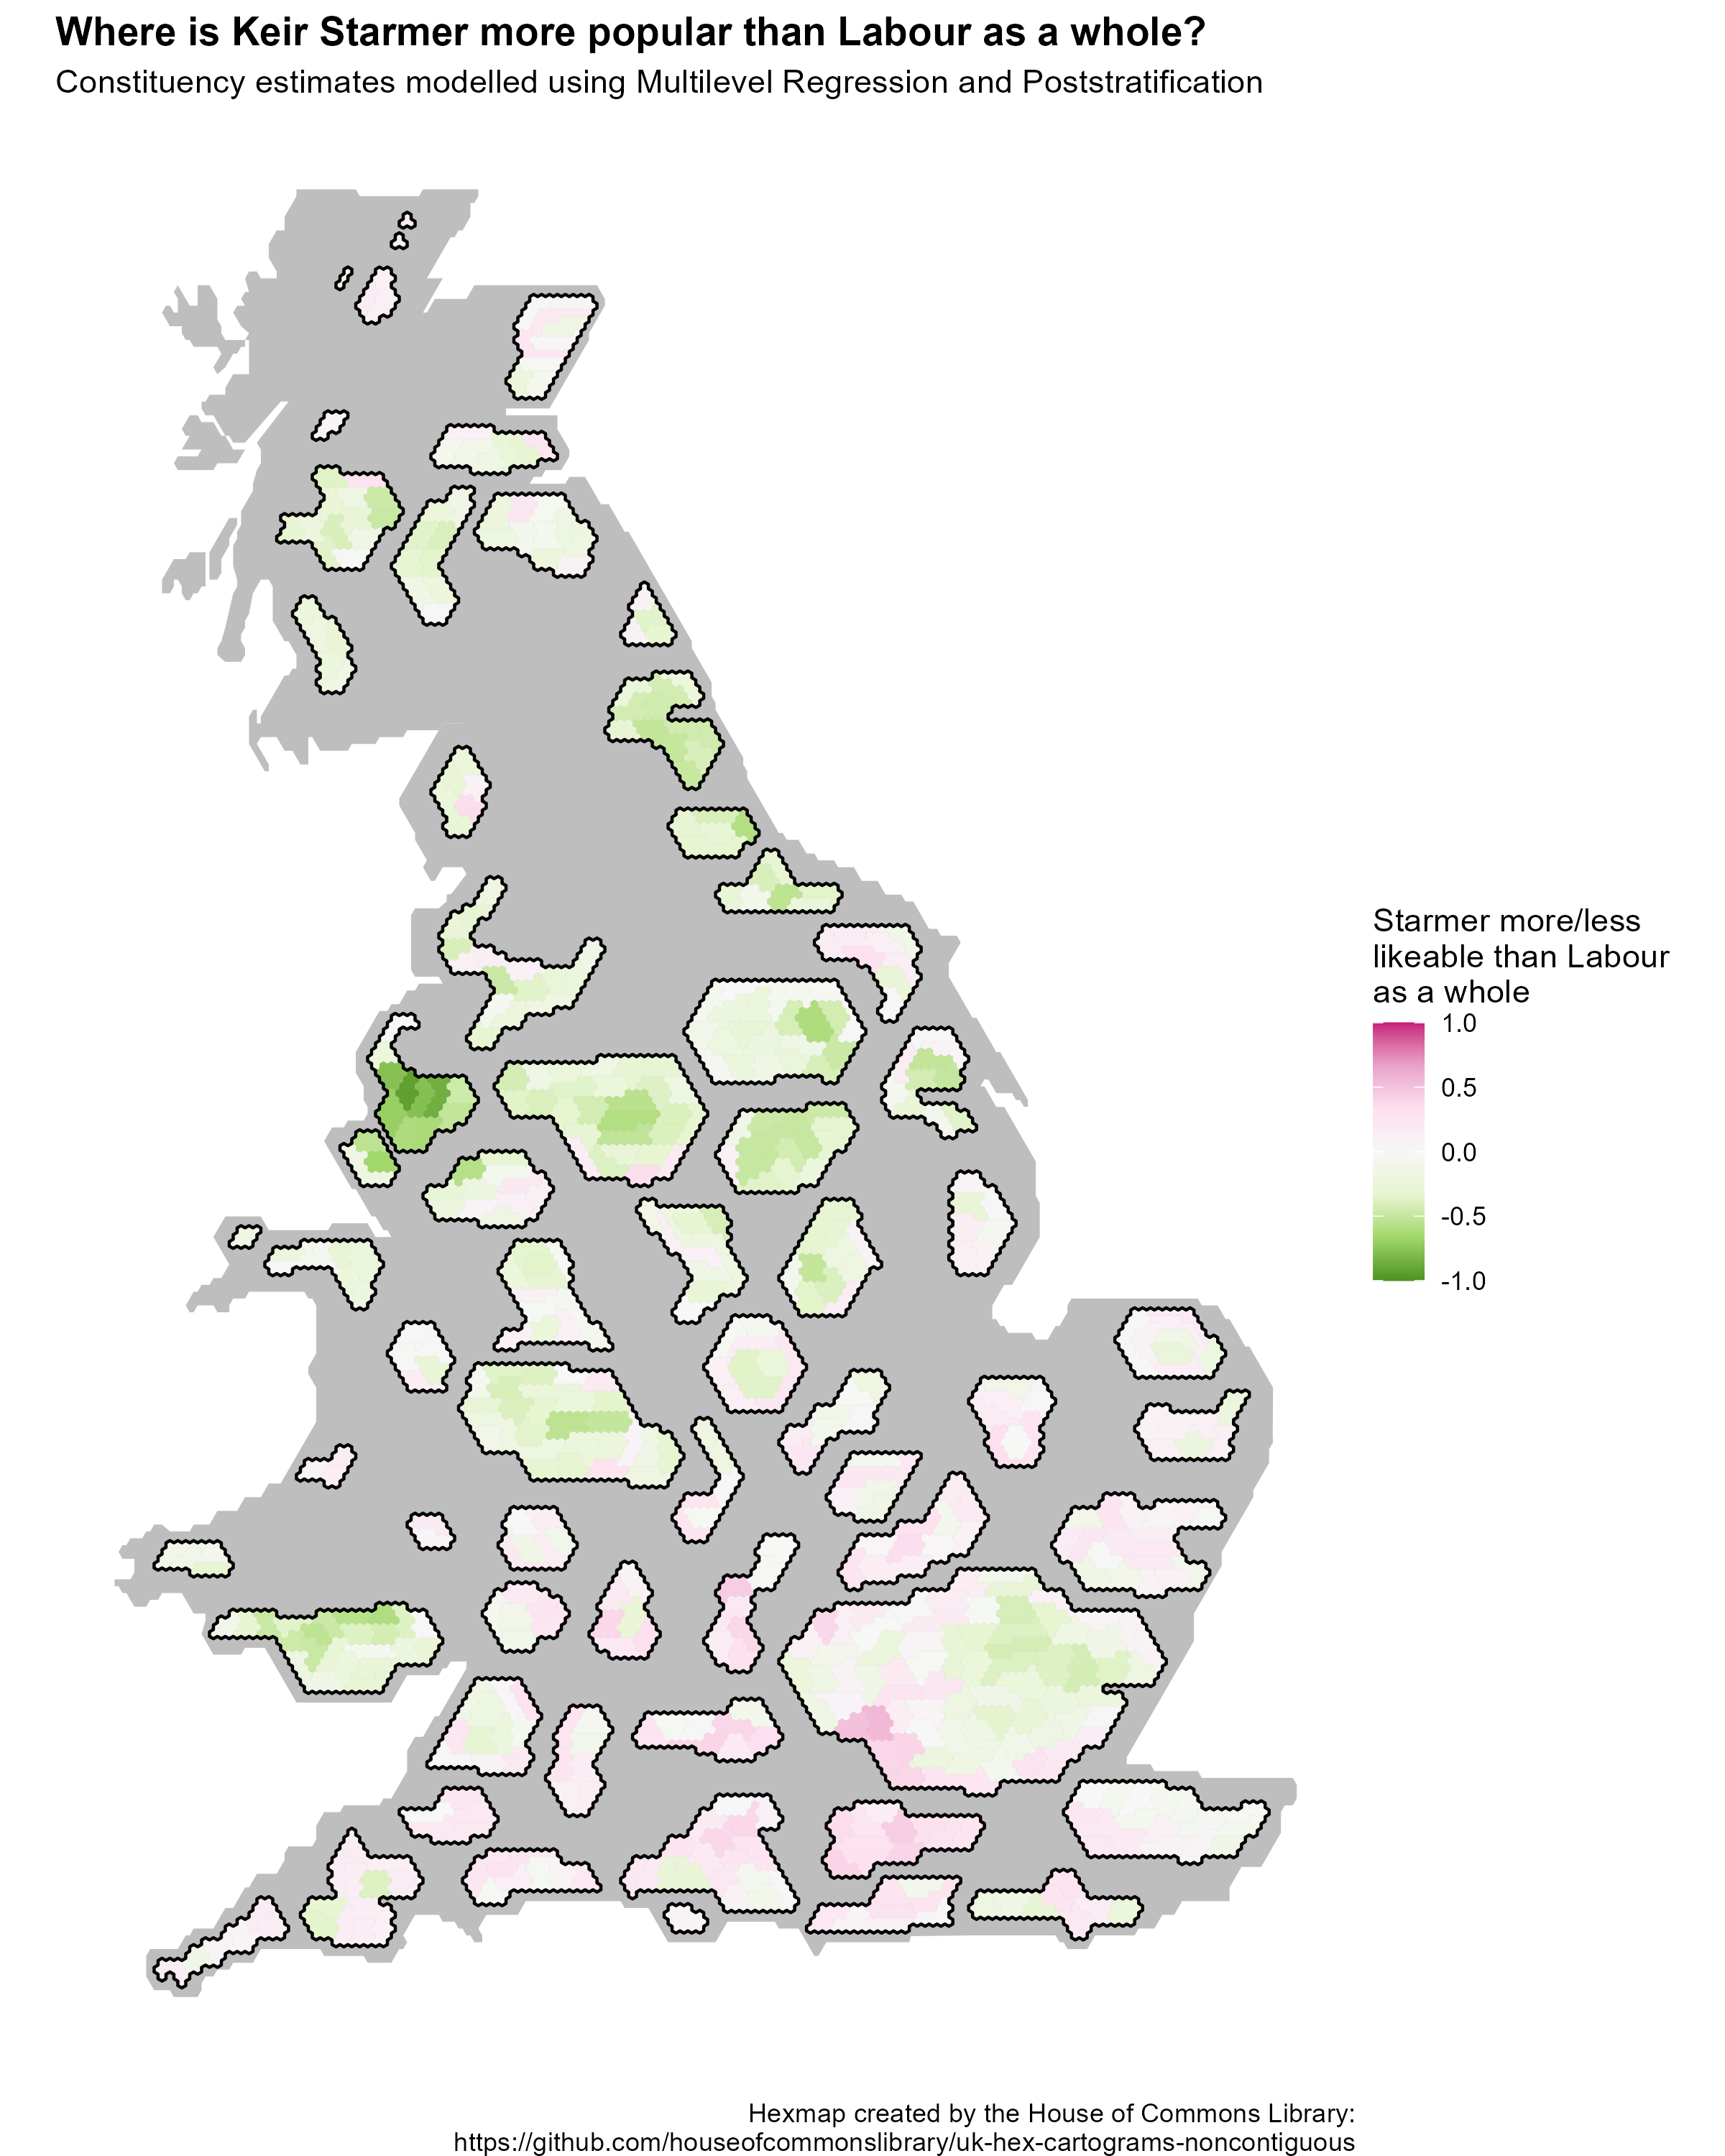 Where is Keir Starmer more popular than Labour as a whole?
Constituency estimates modelled using Multilevel Regression and Poststratification
Starmer more/less
likeable than Labour
as a whole
1.0
0.5
0.0
-0.5
-1.0
Hexmap created by the House of Commons Library:
https://github.com/houseofcommonslibrary/uk-hex-cartograms-noncontiguous